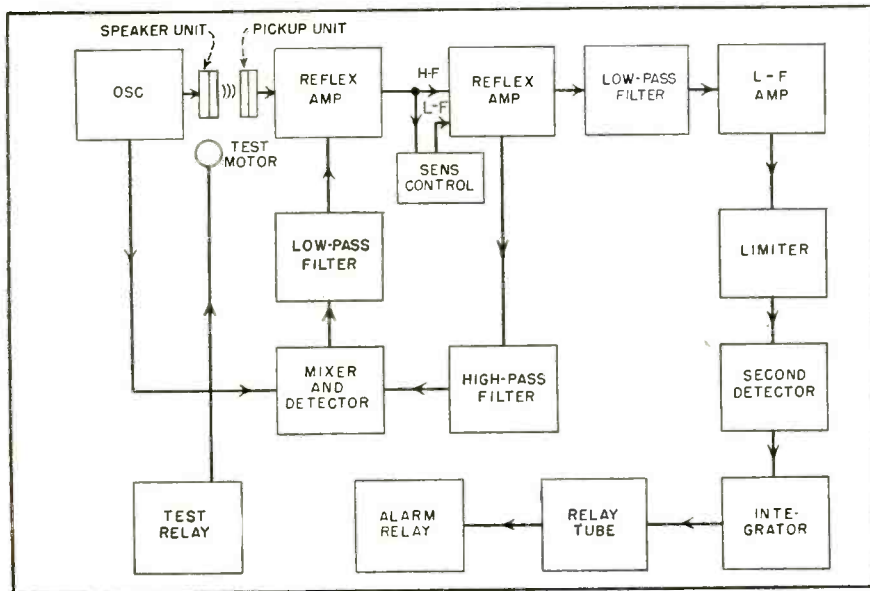 SPEAKER UNIT
PICKUP UNIT
OSC
REFLEX
AMP
H-F
L-F
REFLEX
AMP
LOW-PASS
FILTER
L-F
AMP
TEST
MOTOR
SENS
CONTROL
LOW-PASS
FILTER
LIMITER
MIXER
AND
DETECTOR
HIGH-PASS
FILTER
SECOND
DETECTOR
TEST
RELAY
ALARM
RELAY
RELAY
TUBE
INTE-
GRATOR